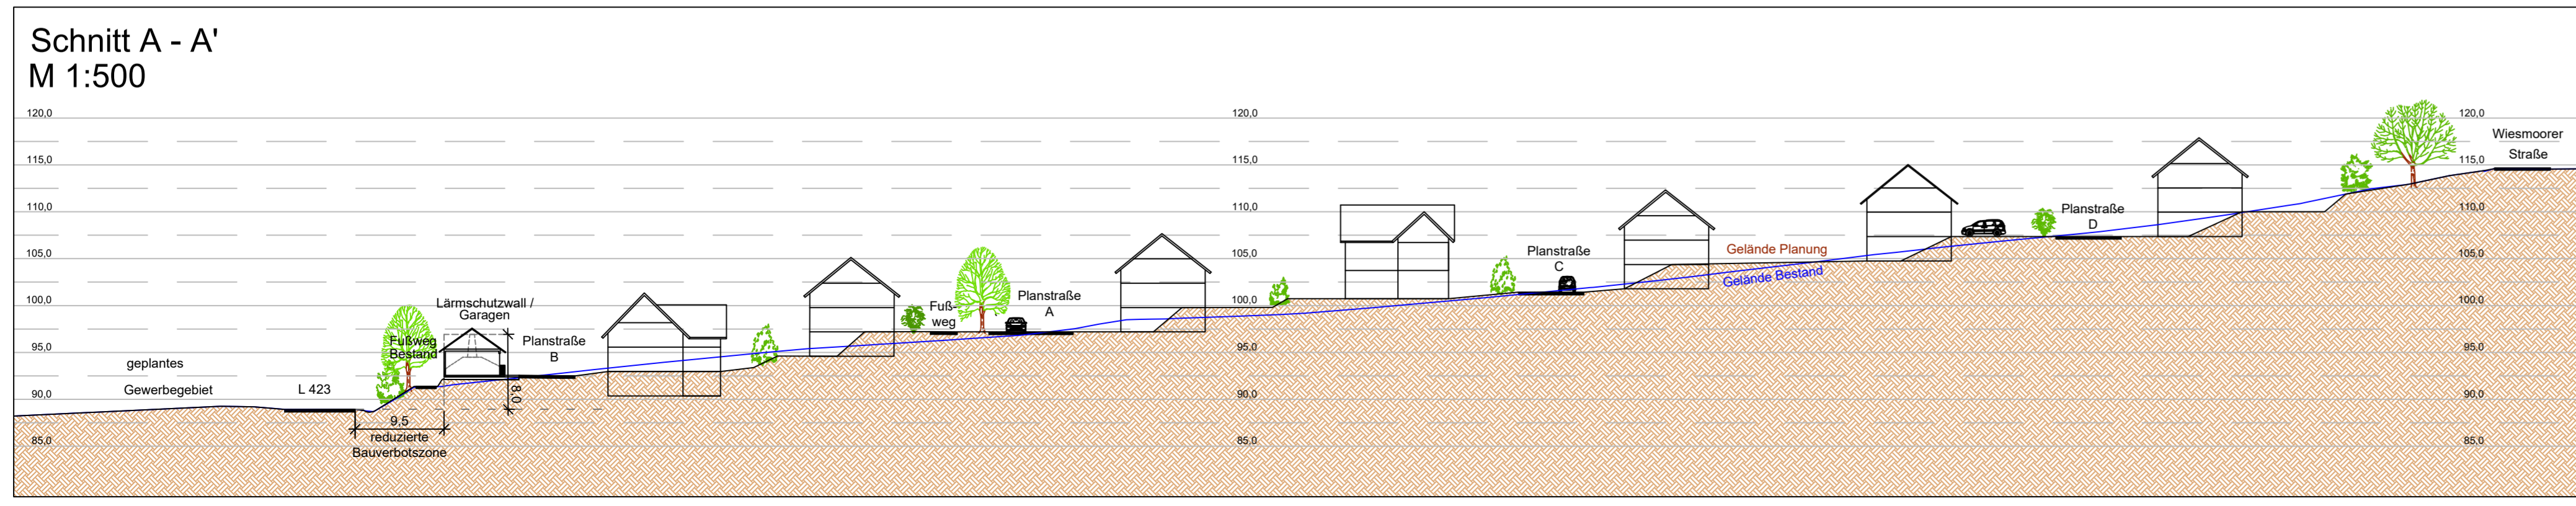 Schnitt A - A'
M 1:500
120,0
120,0
120,0
Wiesmoorer
Straße
115,0
115,0
115,0
110,0
110,0
110,0
Planstraße
D
105,0
105,0
105,0
Planstraße
C
Gelände Planung
Gelände Bestand
100,0
100,0
100,0
Lärmschutzwall /
Garagen
Fuß-
weg
Planstraße
A
Fußweg
Bestand
Planstraße
B
95,0
95,0
95,0
geplantes
Gewerbegebiet
L 423
8,0
90,0
90,0
90,0
9,5
reduzierte
Bauverbotszone
85,0
85,0
85,0